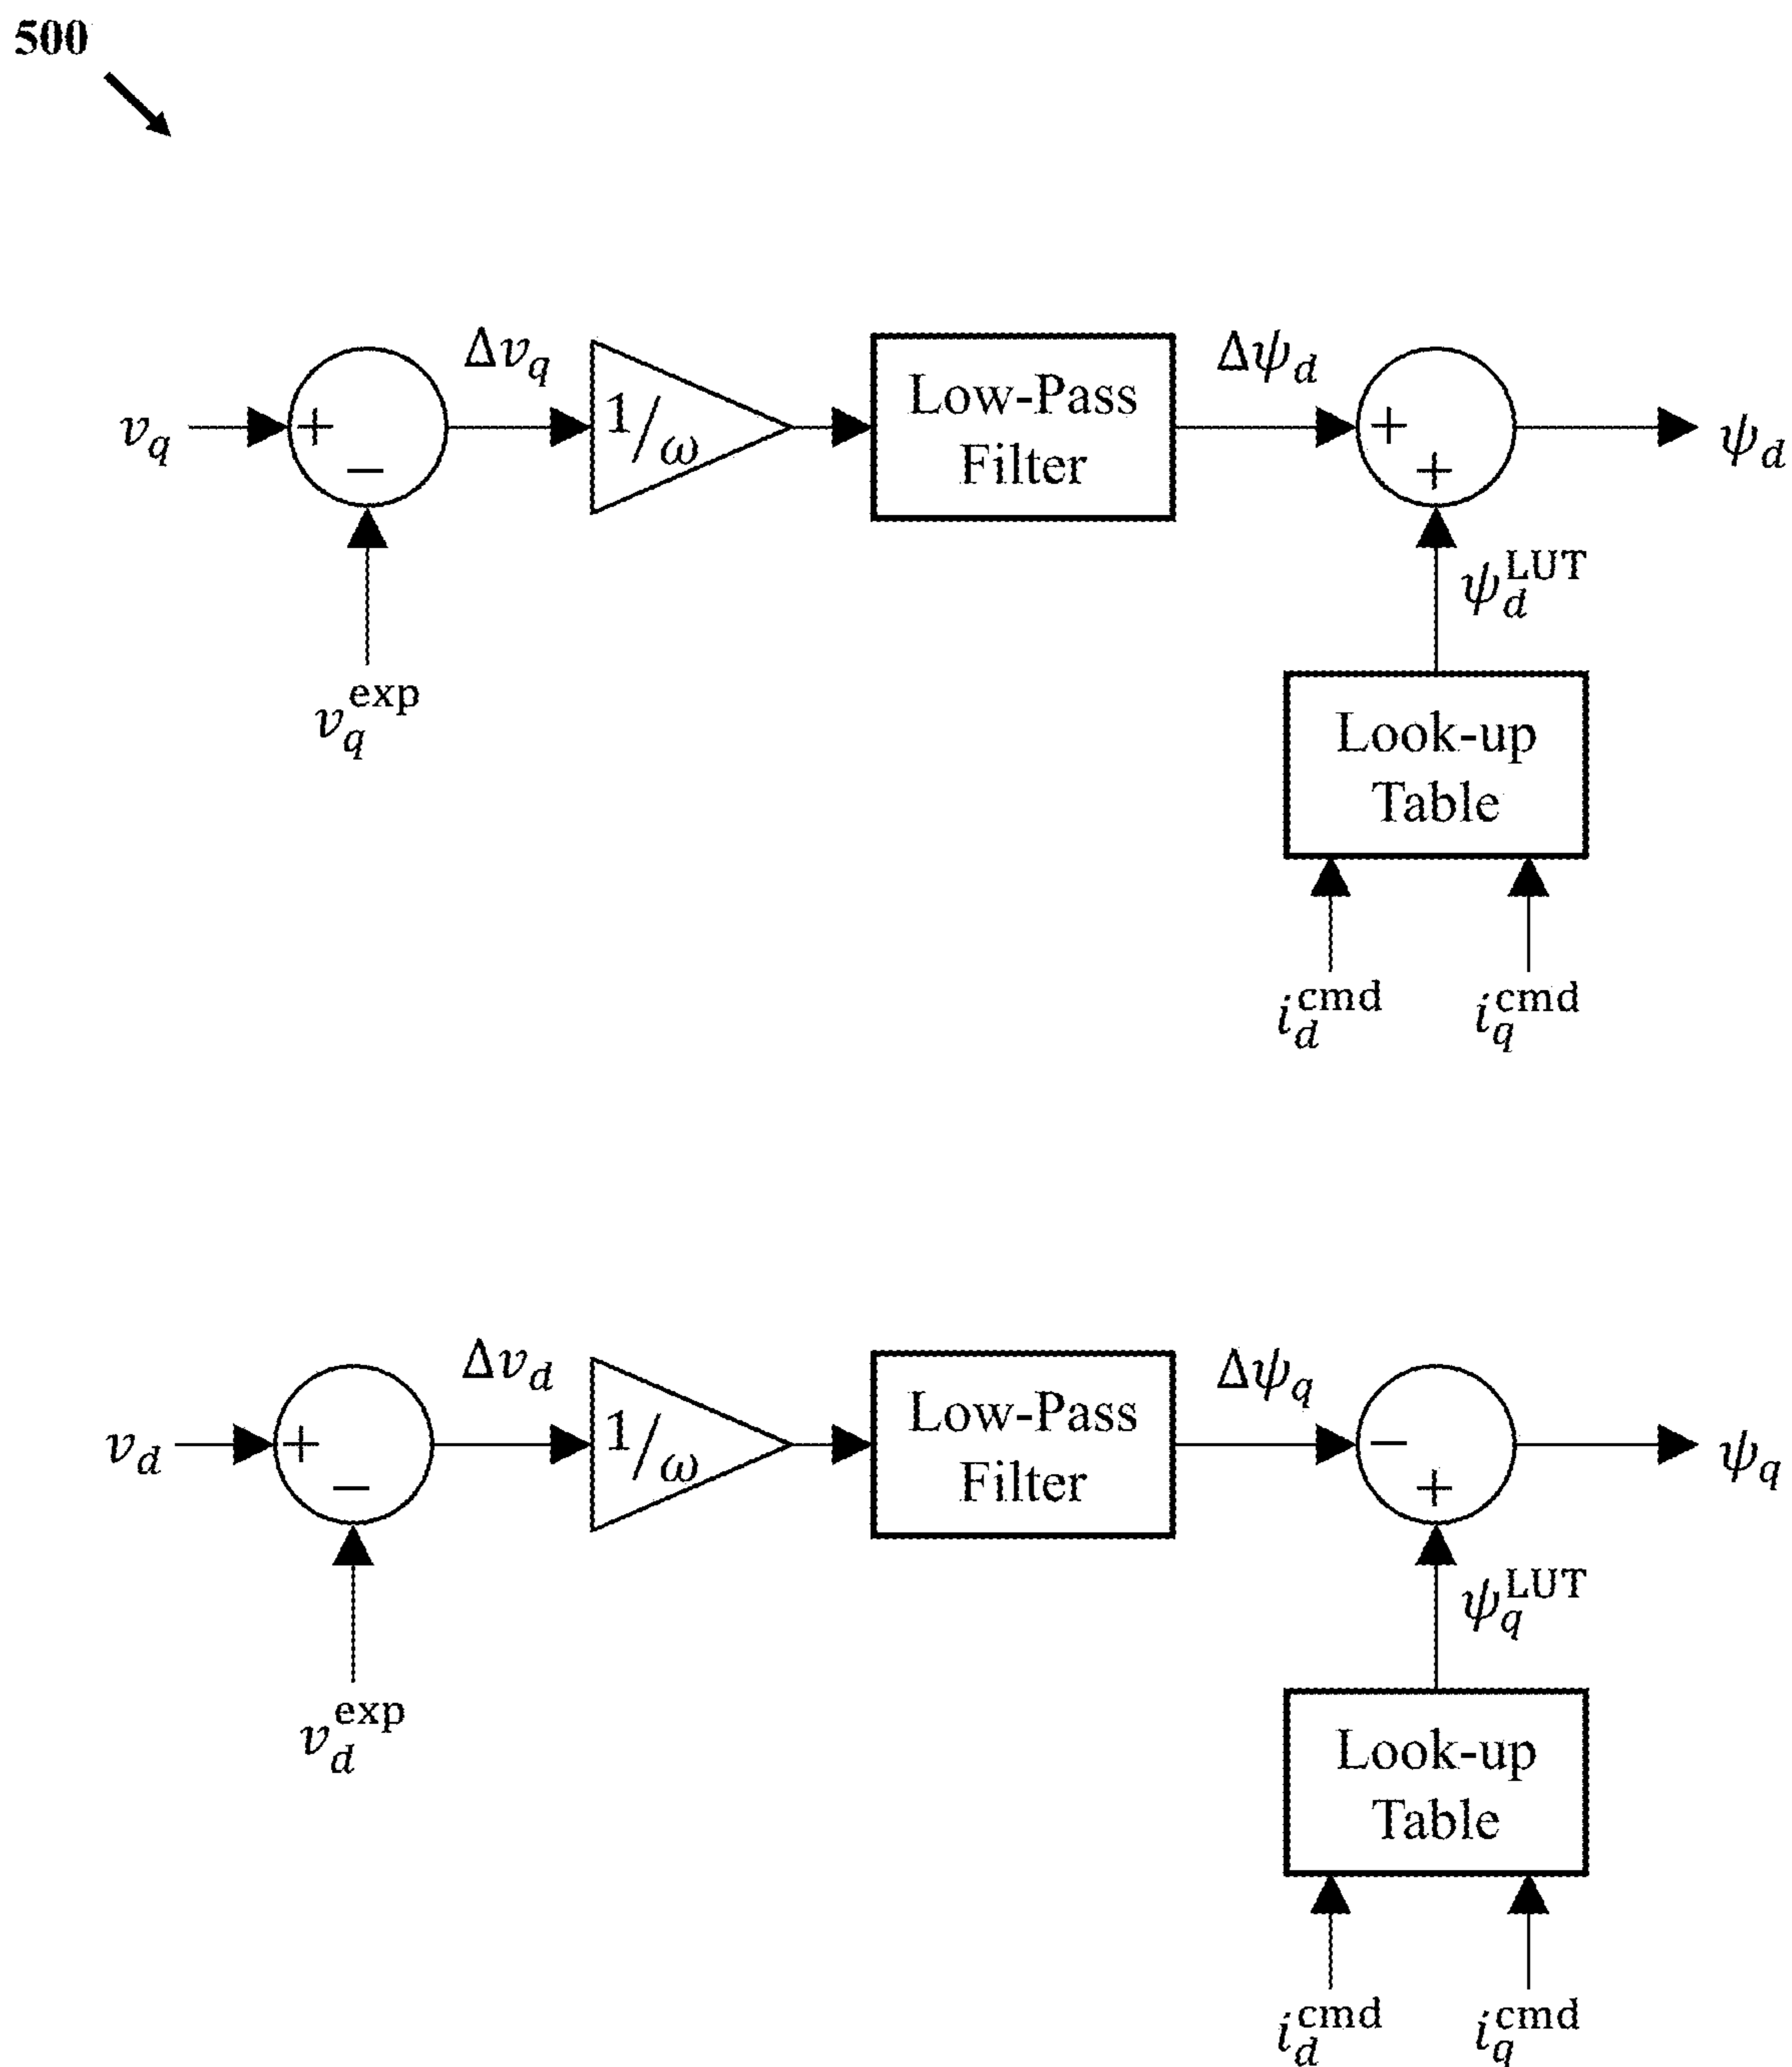 500
Δv_q
1/ω
Low-Pass
Filter
Δψ_d
v_q
+
−
+
+
ψ_d
v_q^exp
ψ_d^LUT
Look-up
Table
i_d^cmd
i_q^cmd
Δv_d
1/ω
Low-Pass
Filter
Δψ_q
v_d
+
−
−
+
ψ_q
v_d^exp
ψ_q^LUT
Look-up
Table
i_d^cmd
i_q^cmd